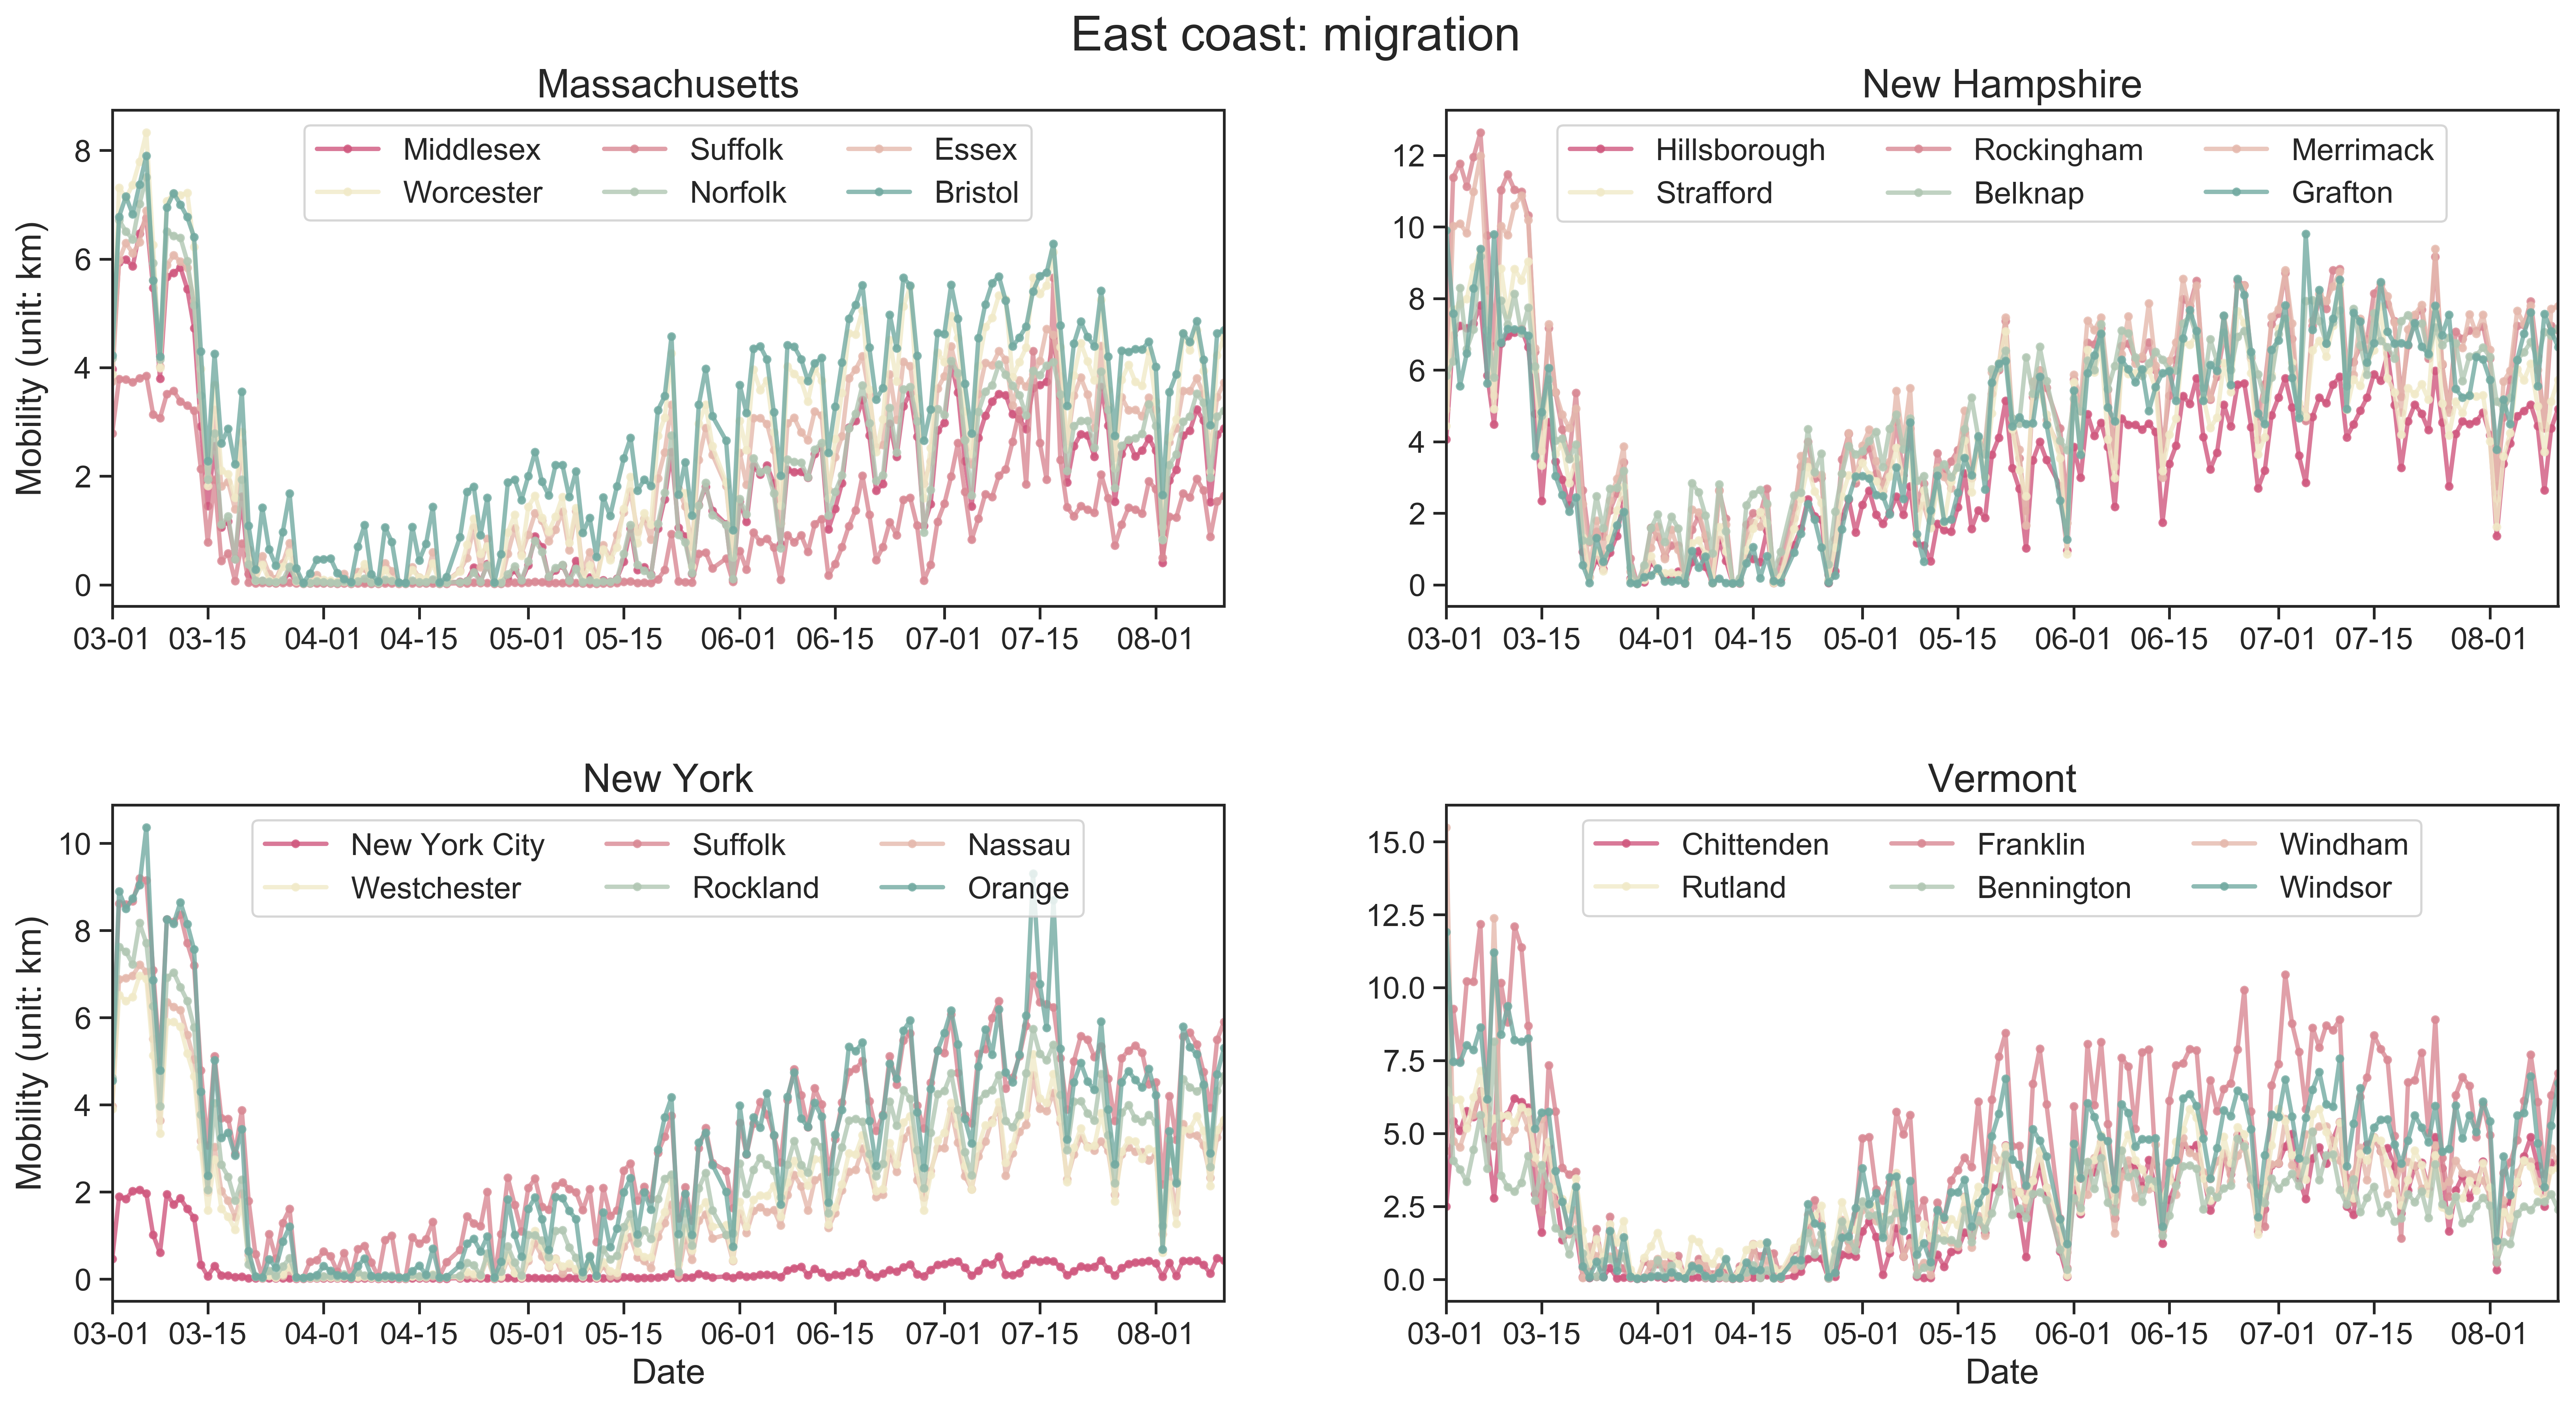 East coast: migration
Massachusetts
Mobility (unit: km)
8
6
4
2
0
Middlesex Suffolk Essex
Worcester Norfolk Bristol
03-01 03-15 04-01 04-15 05-01 05-15 06-01 06-15 07-01 07-15 08-01
New Hampshire
12
10
8
6
4
2
0
Hillsborough Rockingham Merrimack
Strafford Belknap Grafton
03-01 03-15 04-01 04-15 05-01 05-15 06-01 06-15 07-01 07-15 08-01
New York
Mobility (unit: km)
10
8
6
4
2
0
New York City Suffolk Nassau
Westchester Rockland Orange
03-01 03-15 04-01 04-15 05-01 05-15 06-01 06-15 07-01 07-15 08-01
Date
Vermont
15.0
12.5
10.0
7.5
5.0
2.5
0.0
Chittenden Franklin Windham
Rutland Bennington Windsor
03-01 03-15 04-01 04-15 05-01 05-15 06-01 06-15 07-01 07-15 08-01
Date